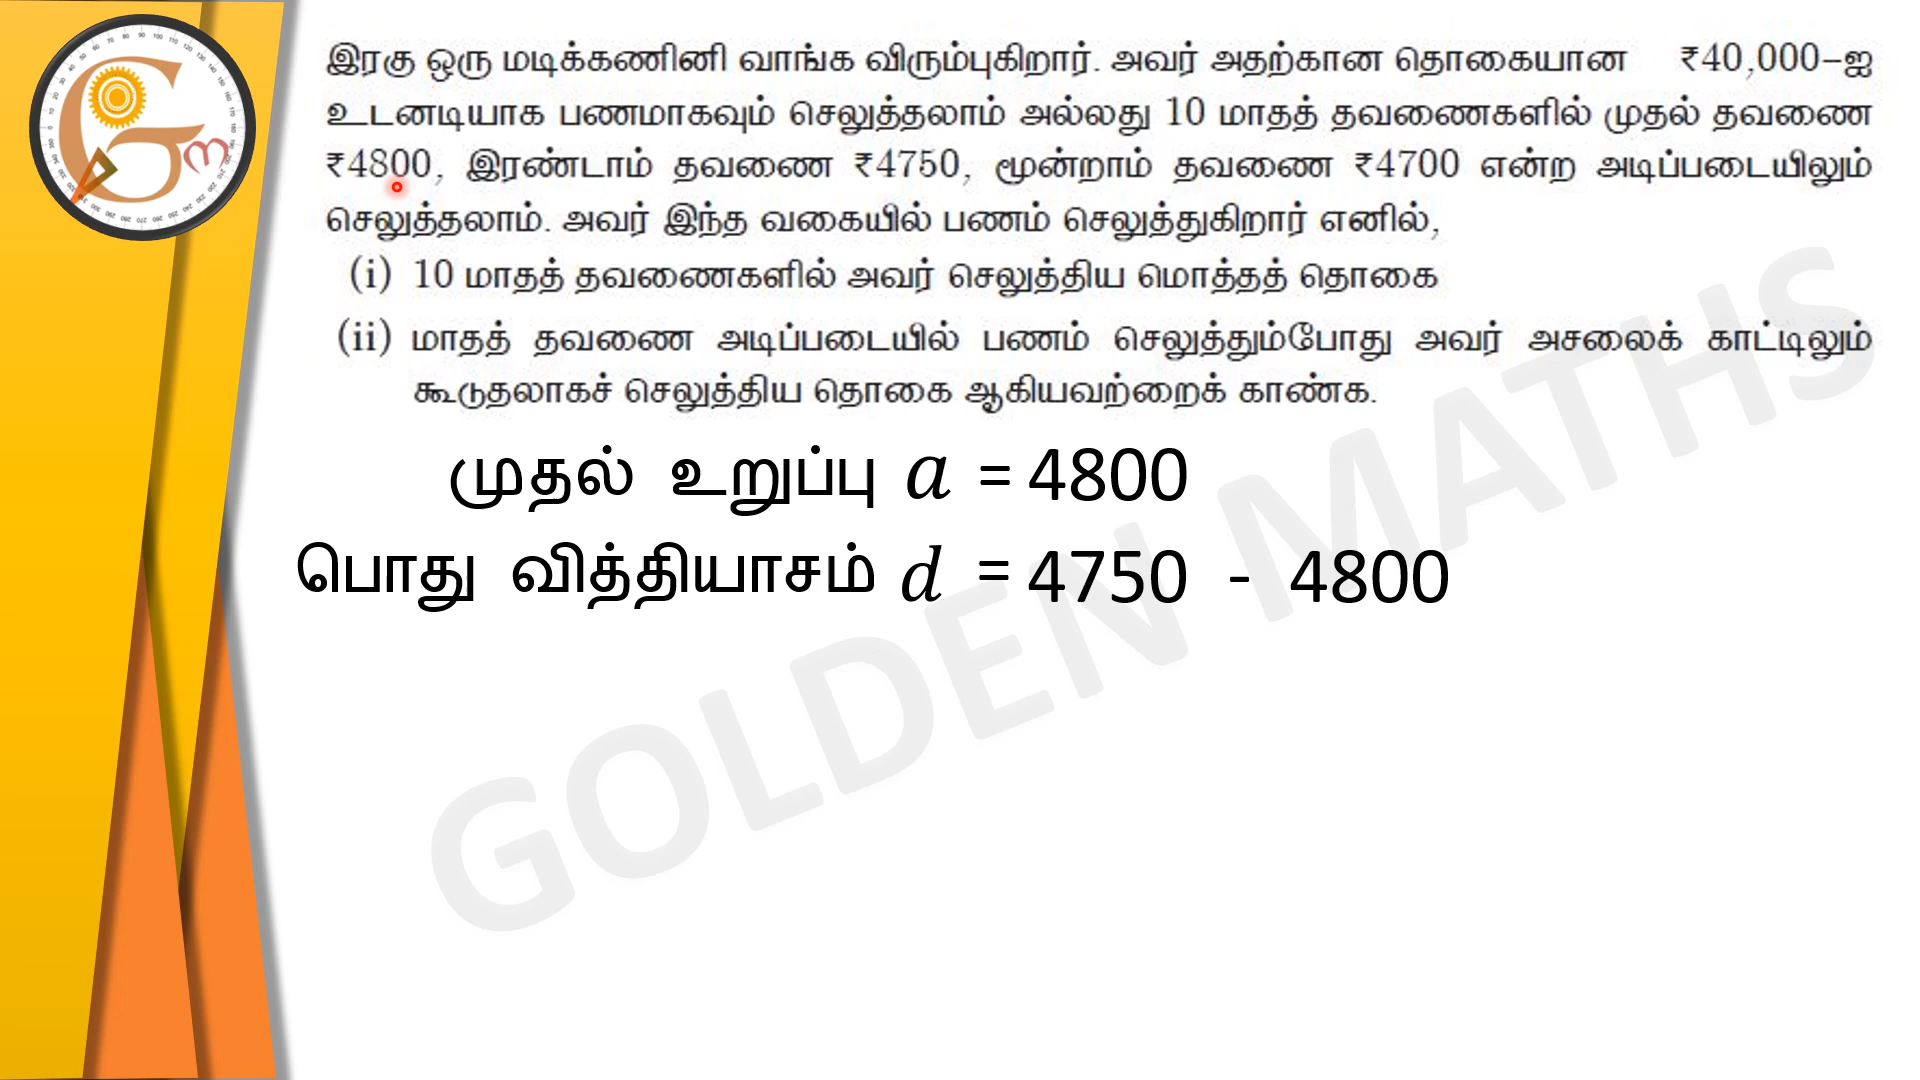 இரகு ஒரு மடிக்கணினி வாங்க விரும்புகிறார். அவர் அதற்கான தொகையான ₹40,000–ஐ
உடனடியாக பணமாகவும் செலுத்தலாம் அல்லது 10 மாதத் தவணைகளில் முதல் தவணை
₹4800, இரண்டாம் தவணை ₹4750, மூன்றாம் தவணை ₹4700 என்ற அடிப்படையிலும்
செலுத்தலாம். அவர் இந்த வகையில் பணம் செலுத்துகிறார் எனில்,
(i) 10 மாதத் தவணைகளில் அவர் செலுத்திய மொத்தத் தொகை
(ii) மாதத் தவணை அடிப்படையில் பணம் செலுத்தும்போது அவர் அசலைக் காட்டிலும்
கூடுதலாகச் செலுத்திய தொகை ஆகியவற்றைக் காண்க.
முதல் உறுப்பு a = 4800
பொது வித்தியாசம் d = 4750 - 4800
GOLDEN MATHS